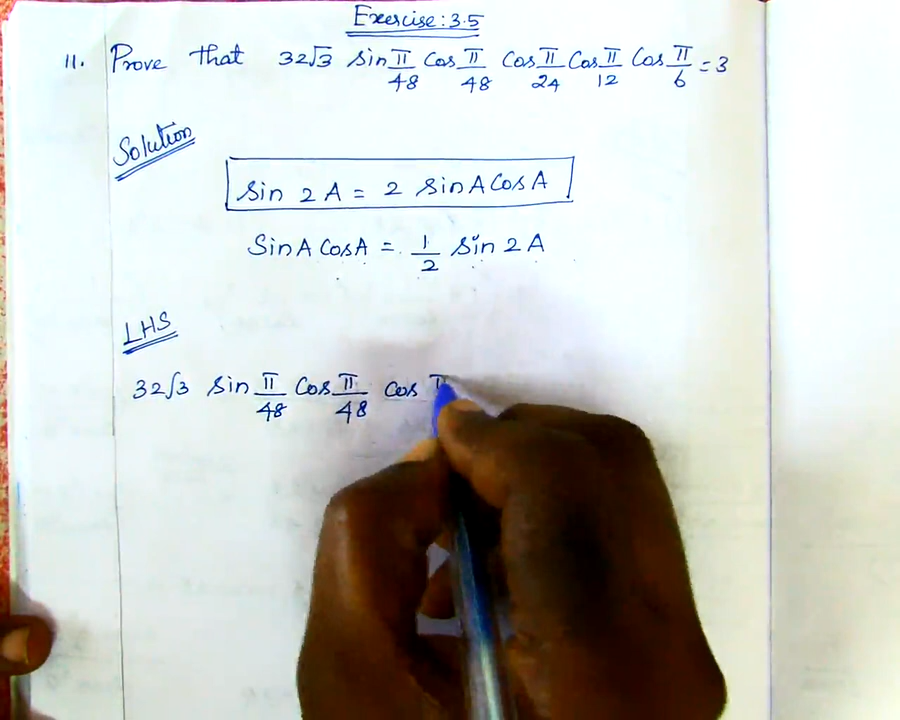 Exercise: 3.5
11. Prove that 32√3 sin π/48 cos π/48 cos π/24 cos π/12 cos π/6 = 3
Solution
sin 2A = 2 sin A cos A
sin A cos A = 1/2 sin 2A
LHS
32√3 sin π/48 cos π/48 cos π